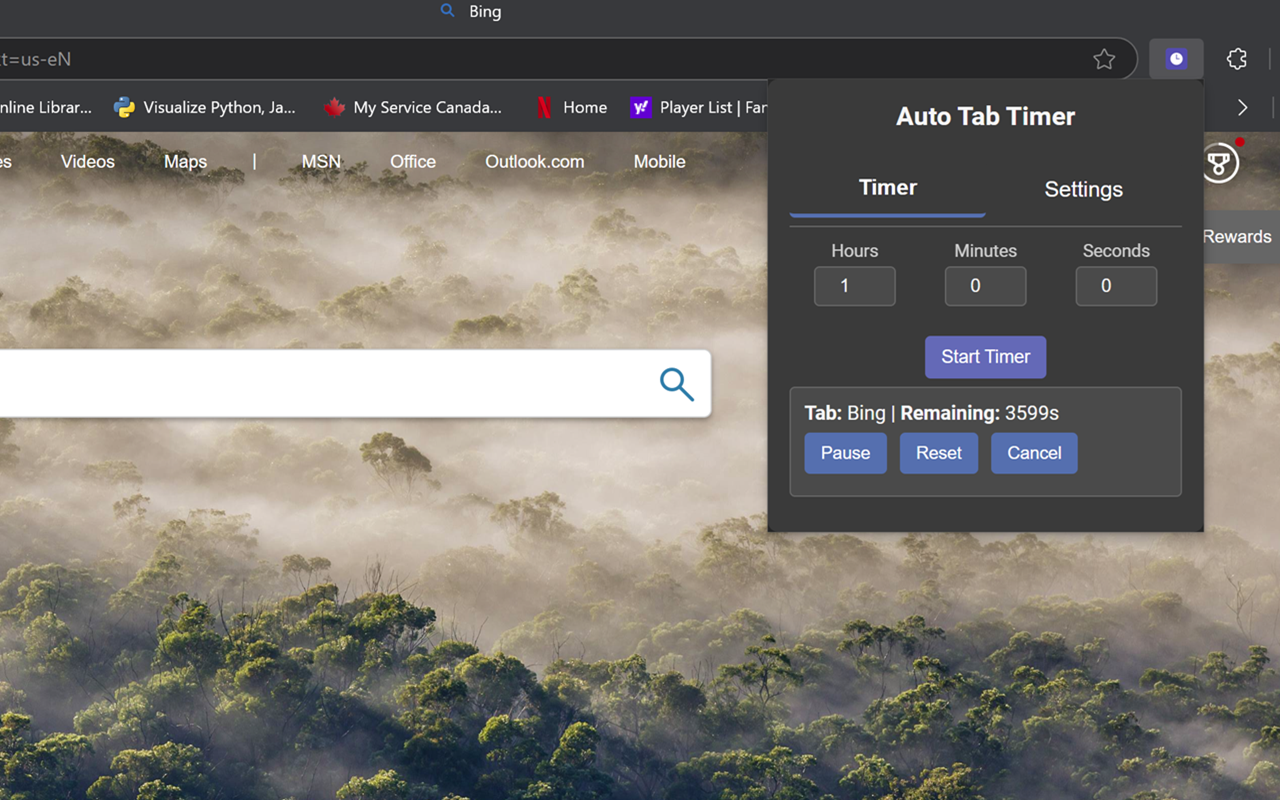 Bing
t=us-eN
nline Librar...
Visualize Python, Ja...
My Service Canada...
Home
Player List | Fan
es
Videos
Maps
|
MSN
Office
Outlook.com
Mobile
Rewards
Auto Tab Timer
Timer
Settings
Hours
Minutes
Seconds
1
0
0
Start Timer
Tab: Bing | Remaining: 3599s
Pause
Reset
Cancel